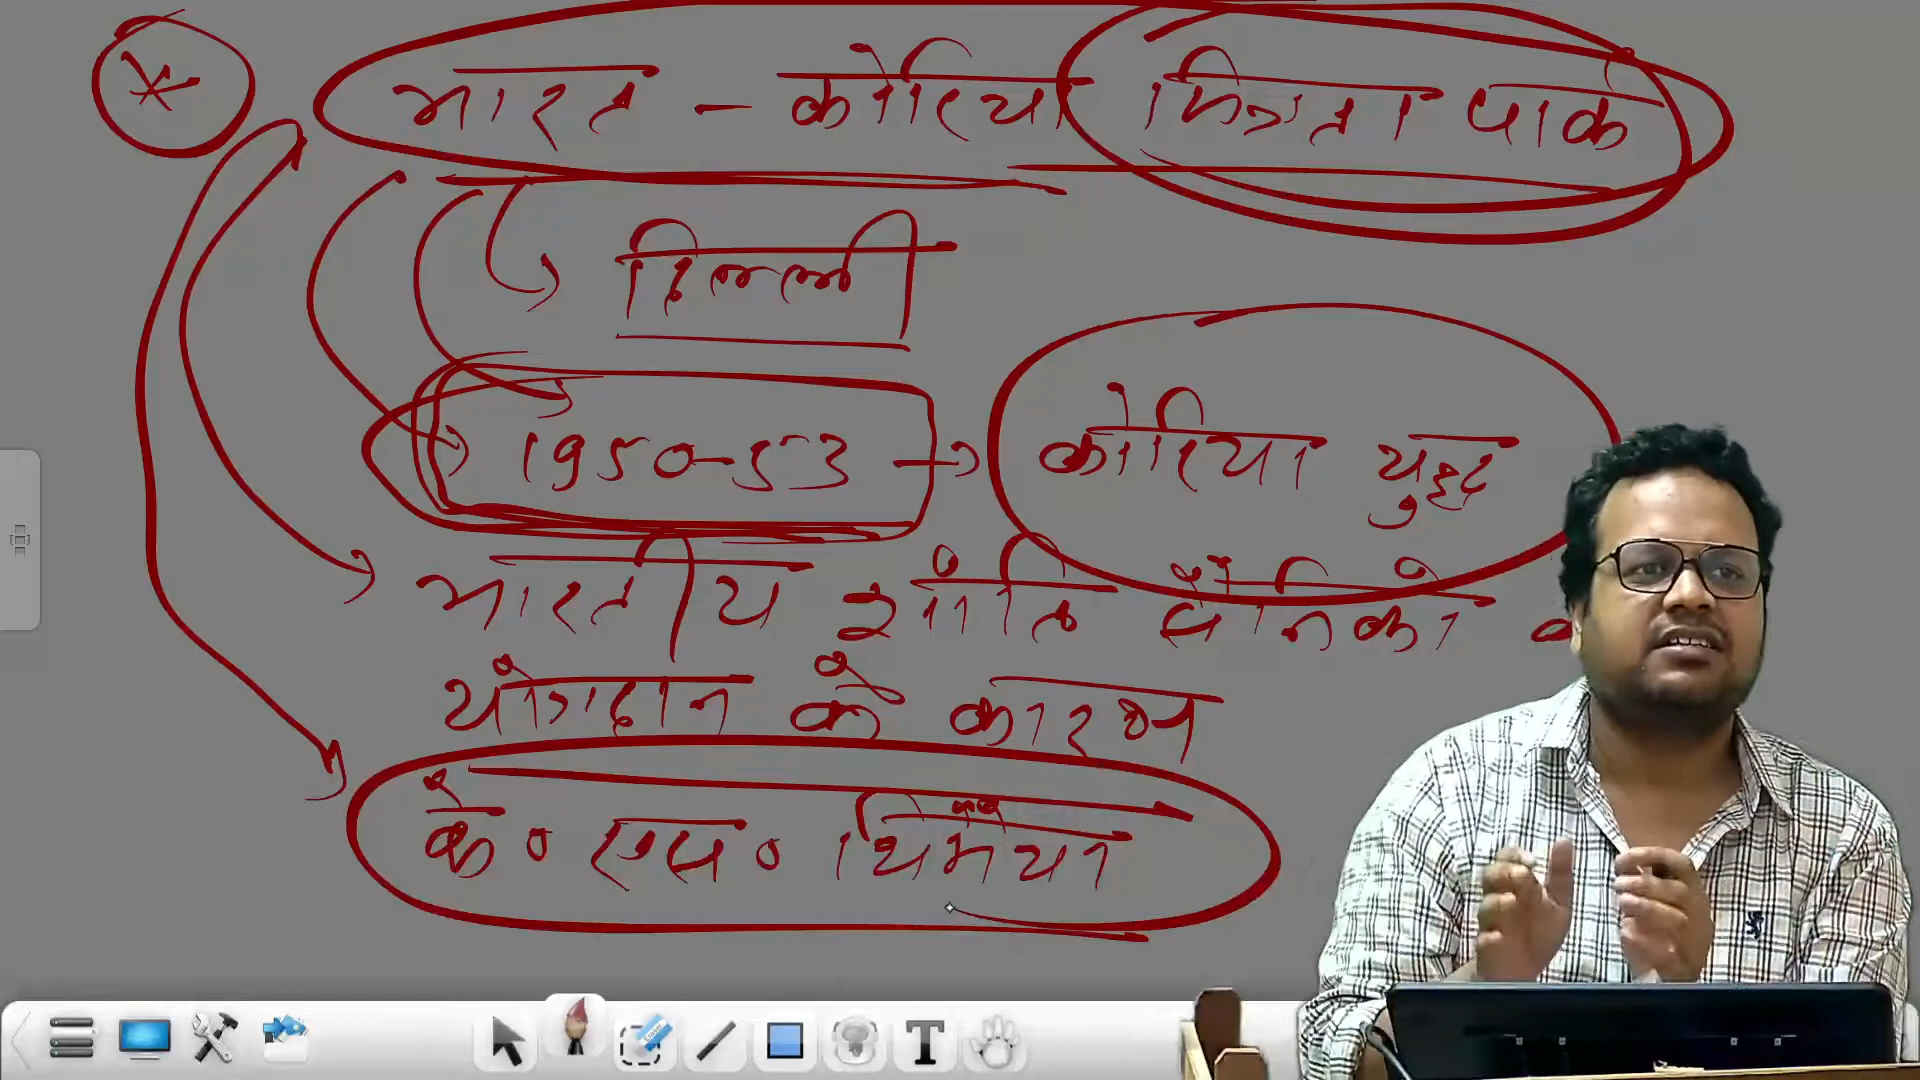 भारत - कोरिया मित्रता पार्क
दिल्ली
1950-53 → कोरिया युद्ध
भारतीय शांति सैनिकों
योगदान के कारण
के० एस० थिमैया
T